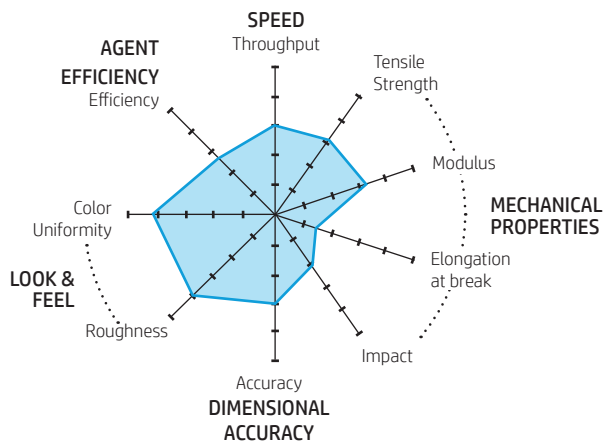 SPEED
Throughput
AGENT
EFFICIENCY
Efficiency
Tensile
Strength
Modulus
MECHANICAL
PROPERTIES
Color
Uniformity
Elongation
at break
LOOK &
FEEL
Roughness
Impact
Accuracy
DIMENSIONAL
ACCURACY